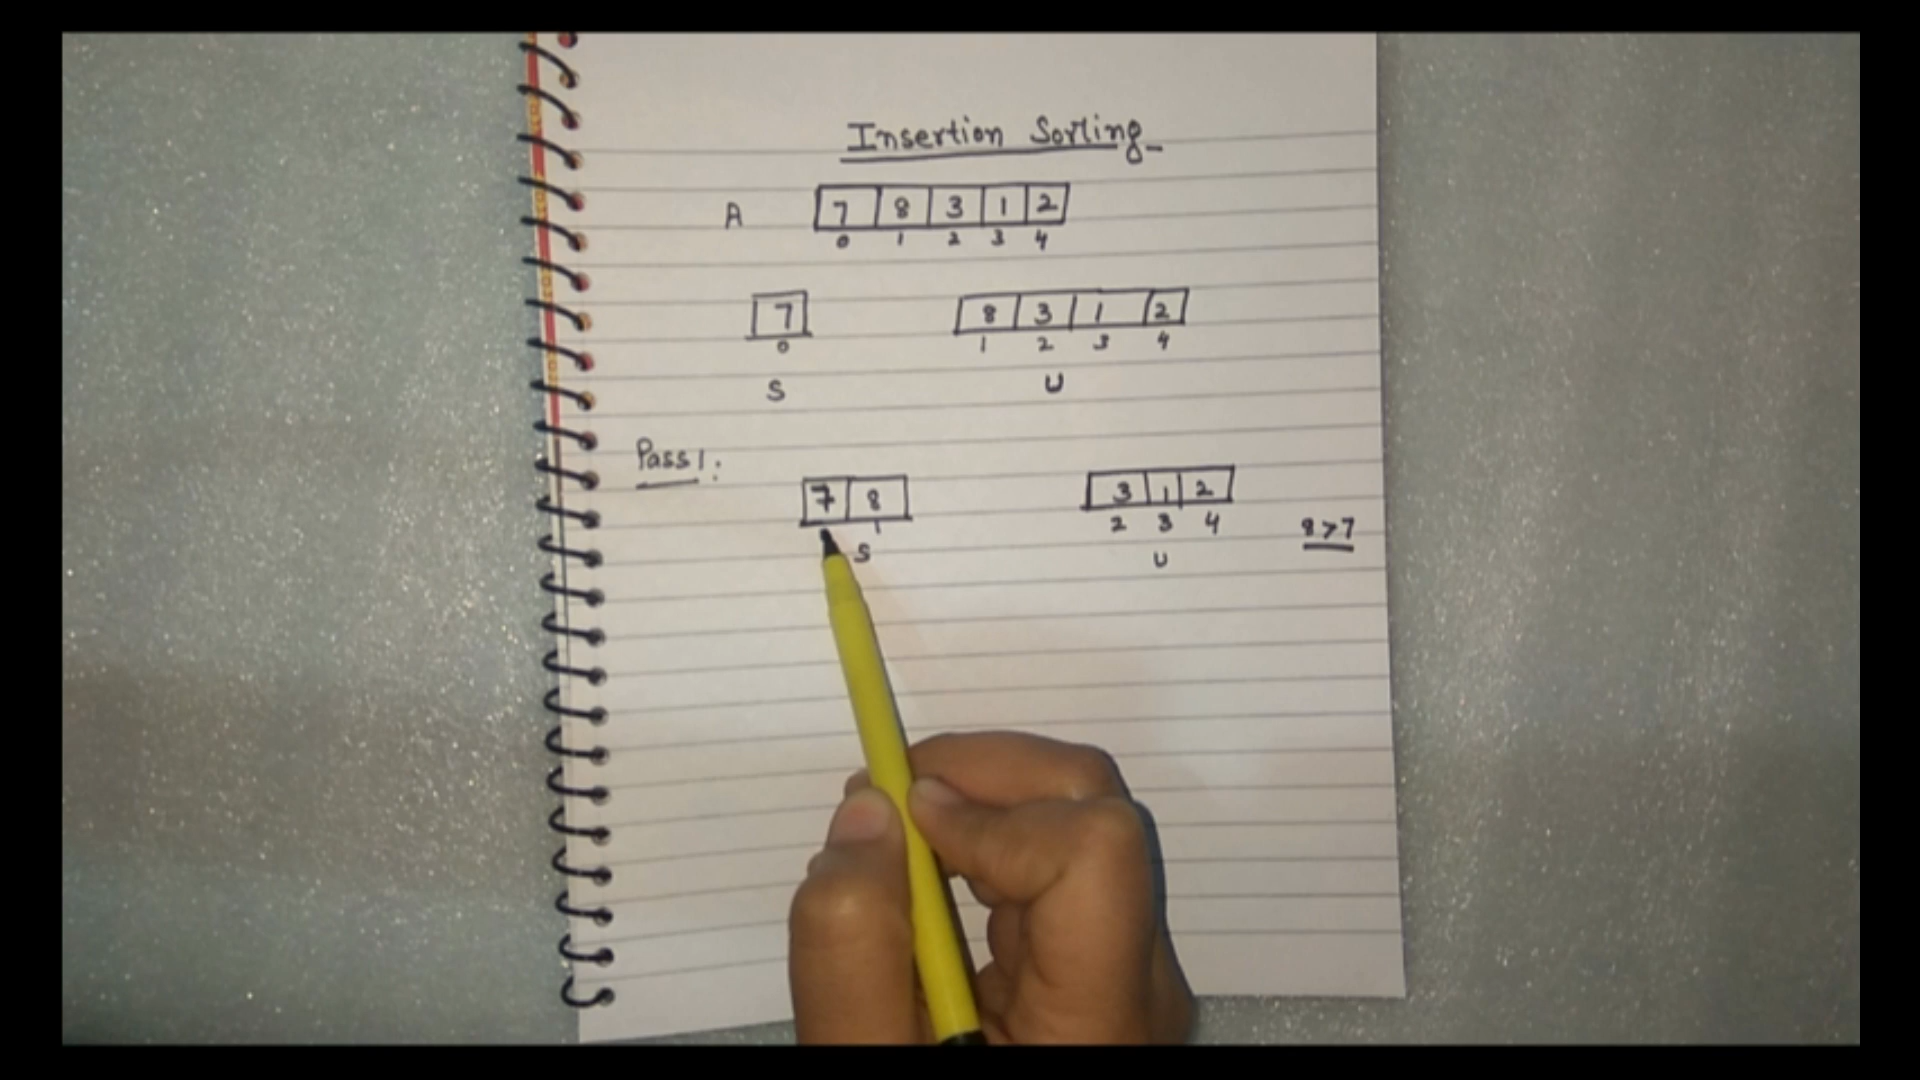 Insertion Sorting
A 7 8 3 1 2
0 1 2 3 4
7 8 3 1 2
0 1 2 3 4
S U
Pass 1:
7 8 3 1 2
1 2 3 4 8>7
S U